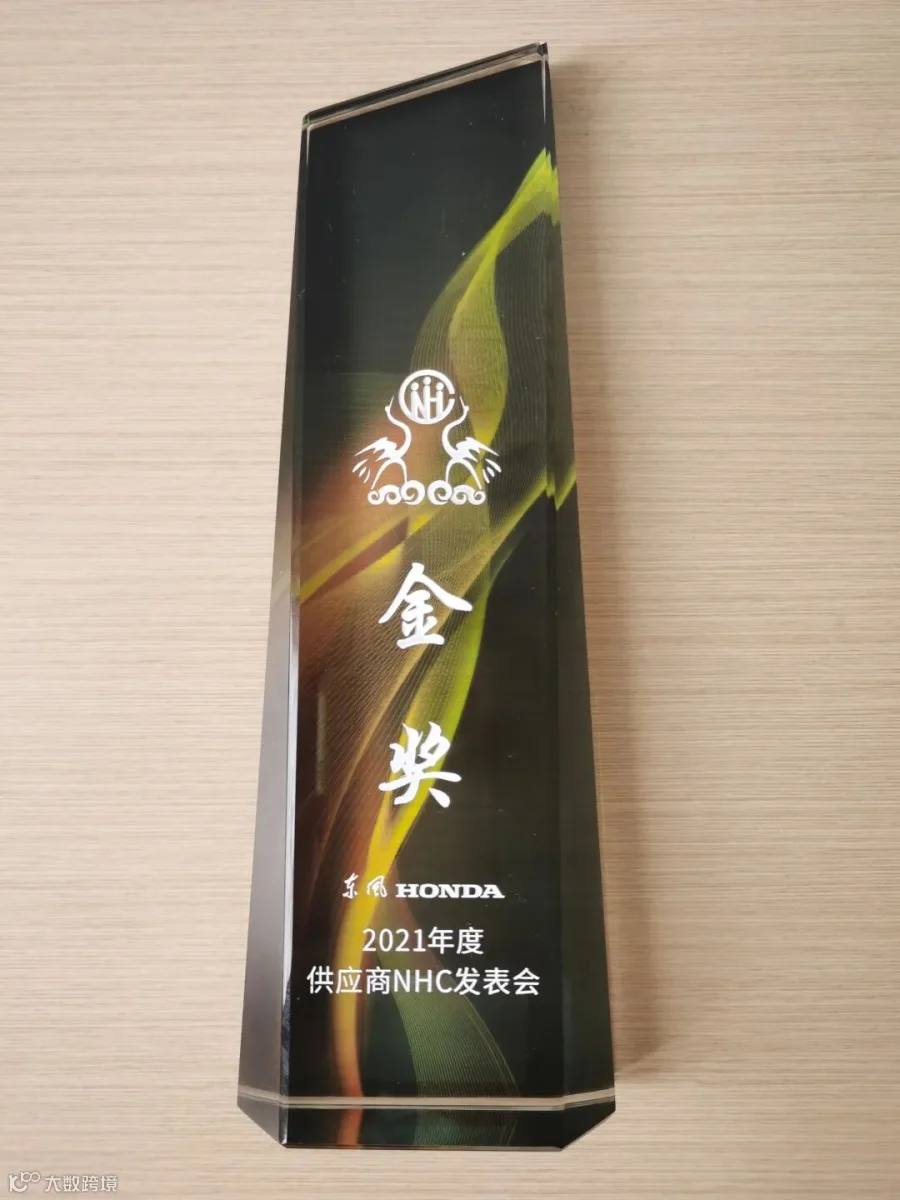 NHC
金
奖
东风 HONDA
2021年度
供应商NHC发表会
大数跨境